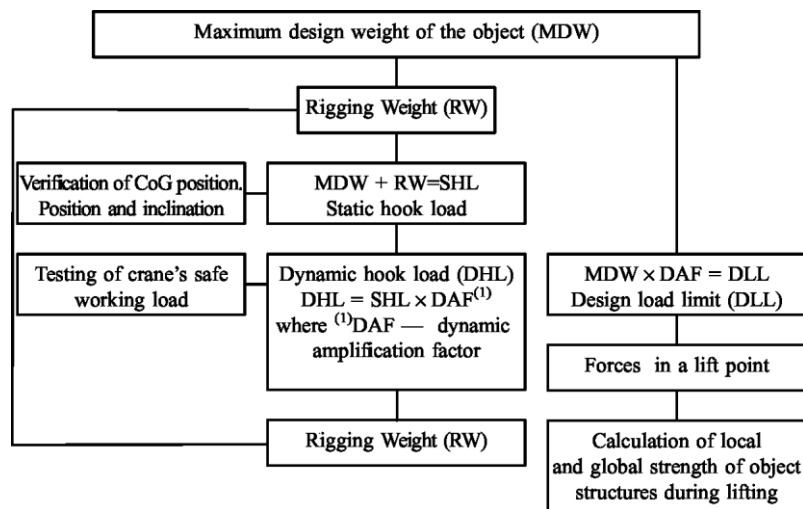 Maximum design weight of the object (MDW)
Rigging Weight (RW)
Verification of CoG position.
Position and inclination
MDW + RW=SHL
Static hook load
Testing of crane's safe
working load
Dynamic hook load (DHL)
DHL = SHL × DAF⁽¹⁾
where ⁽¹⁾DAF — dynamic
amplification factor
MDW × DAF = DLL
Design load limit (DLL)
Forces in a lift point
Rigging Weight (RW)
Calculation of local
and global strength of object
structures during lifting